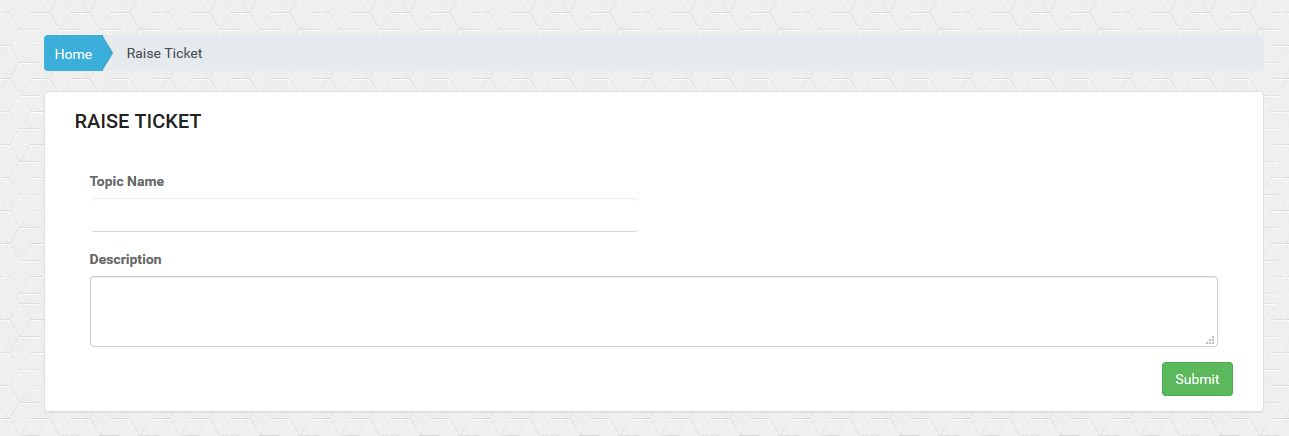 Home Raise Ticket
RAISE TICKET
Topic Name
Description
Submit